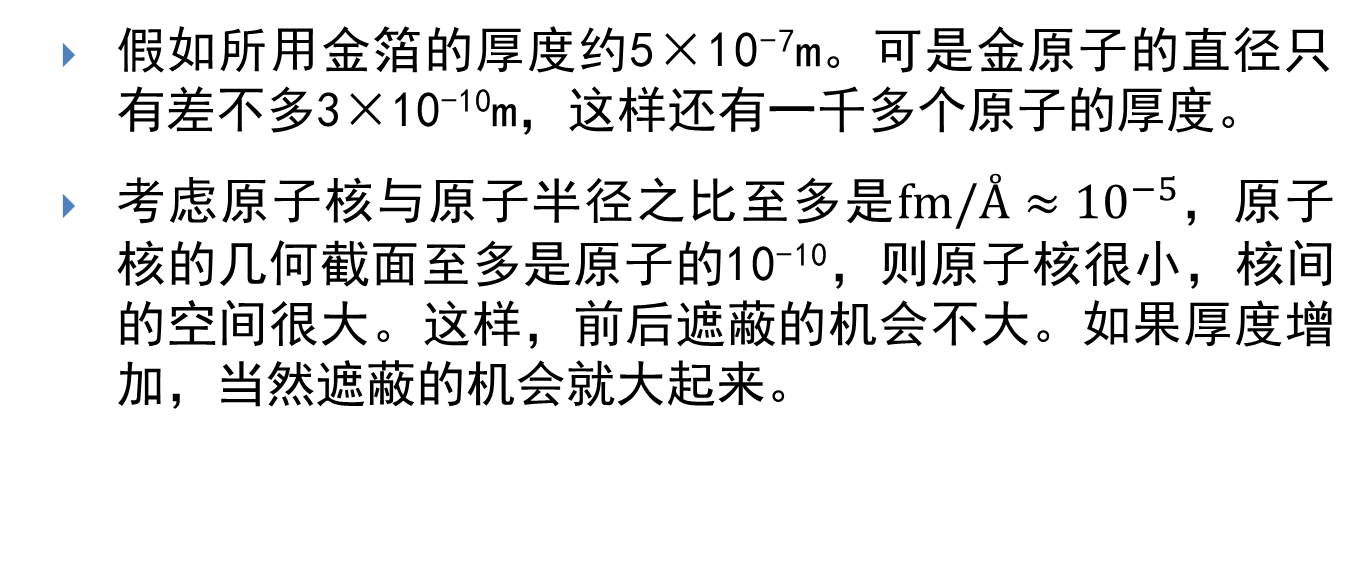 假如所用金箔的厚度约5×10⁻⁷m。可是金原子的直径只
有差不多3×10⁻¹⁰m，这样还有一千多个原子的厚度。
考虑原子核与原子半径之比至多是fm/Å ≈ 10⁻⁵，原子
核的几何截面至多是原子的10⁻¹⁰，则原子核很小，核间
的空间很大。这样，前后遮蔽的机会不大。如果厚度增
加，当然遮蔽的机会就大起来。